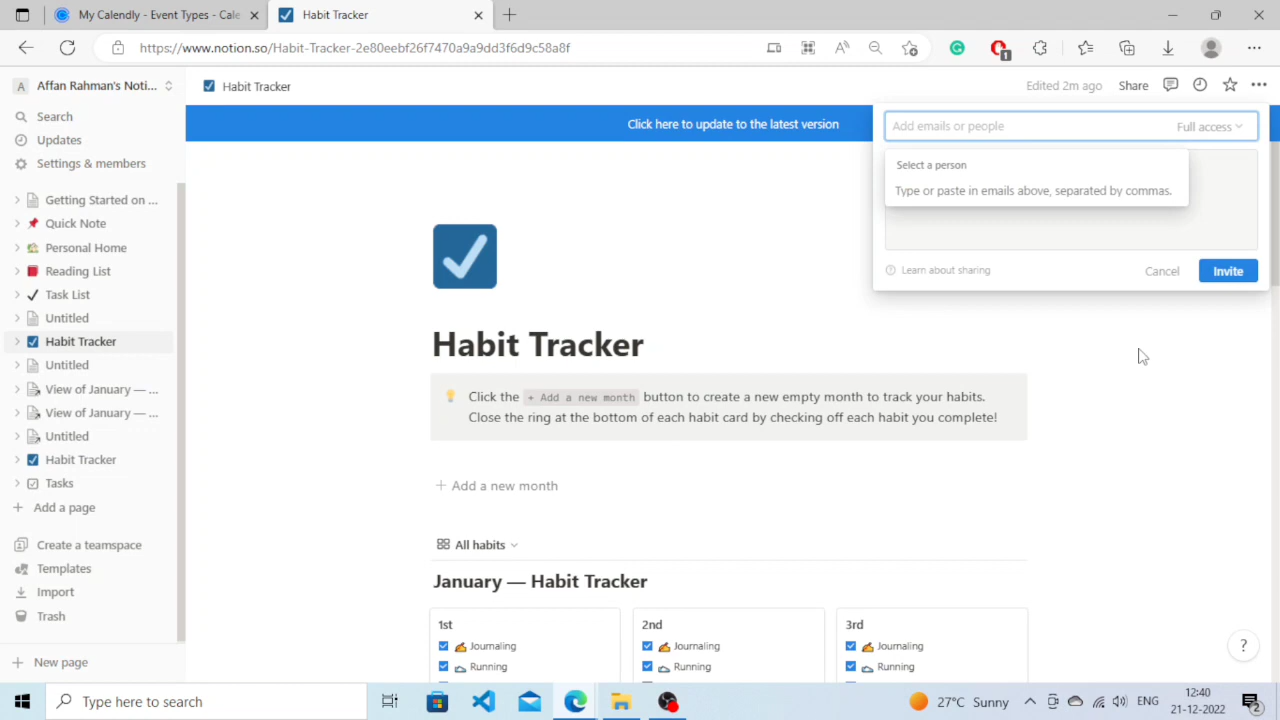 My Calendly - Event Types - Cale
Habit Tracker
https://www.notion.so/Habit-Tracker-2e80eebf26f7470a9a9dd3f6d9c58a8f
1
A Affan Rahman's Noti...
Habit Tracker
Edited 2m ago
Share
Click here to update to the latest version
Search
Updates
Settings & members
Getting Started on ...
Quick Note
Personal Home
Reading List
Task List
Untitled
Habit Tracker
Untitled
View of January — ...
View of January — ...
Untitled
Habit Tracker
Tasks
Add a page
Create a teamspace
Templates
Import
Trash
New page
Add emails or people
Full access
Select a person
Type or paste in emails above, separated by commas.
Learn about sharing
Cancel
Invite
Habit Tracker
Click the + Add a new month button to create a new empty month to track your habits.
Close the ring at the bottom of each habit card by checking off each habit you complete!
+ Add a new month
All habits
January — Habit Tracker
1st
Journaling
Running
2nd
Journaling
Running
3rd
Journaling
Running
?
Type here to search
27°C Sunny
ENG
12:40
21-12-2022
2